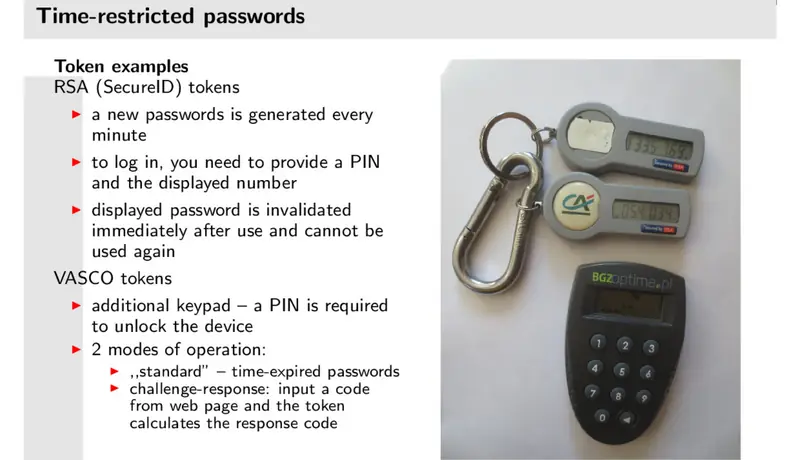 Time-restricted passwords
Token examples
RSA (SecureID) tokens
a new passwords is generated every
minute
to log in, you need to provide a PIN
and the displayed number
displayed password is invalidated
immediately after use and cannot be
used again
VASCO tokens
additional keypad – a PIN is required
to unlock the device
2 modes of operation:
,,standard" – time-expired passwords
challenge-response: input a code
from web page and the token
calculates the response code
CA
BGŻoptima.pl
1 2 3
4 5 6
7 8 9
0